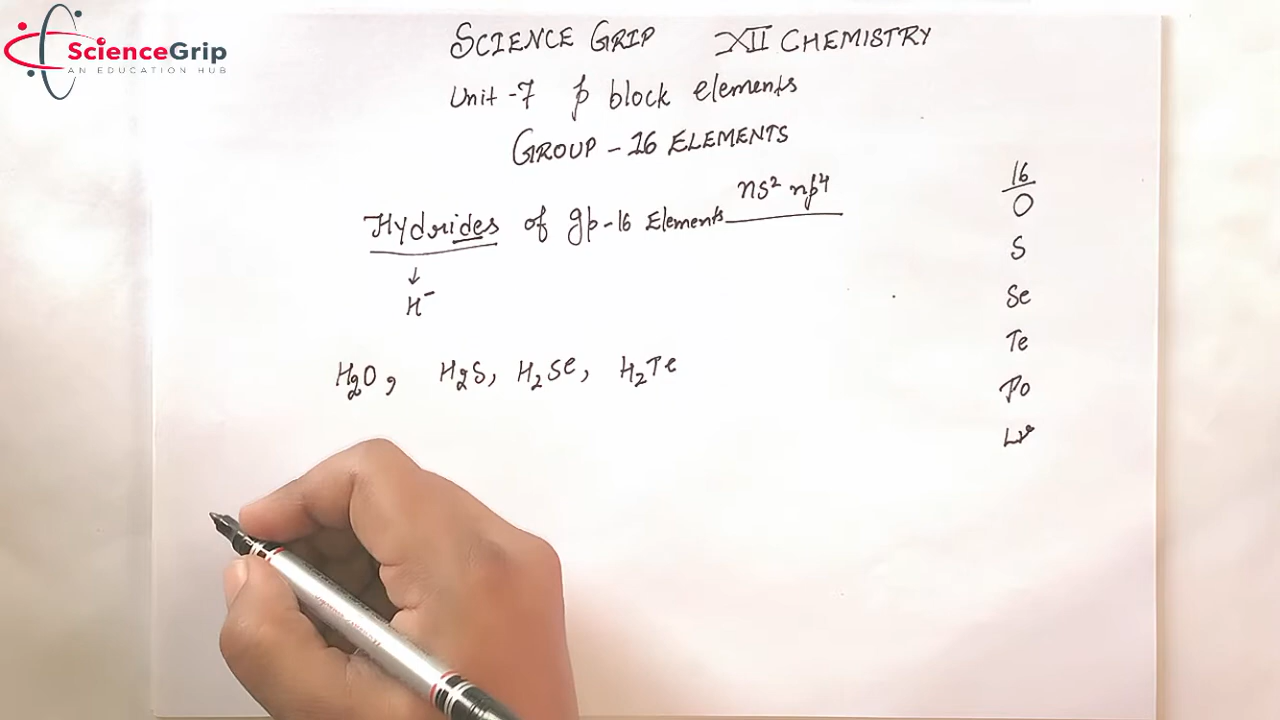 ScienceGrip
AN EDUCATION HUB
SCIENCE GRIP XII CHEMISTRY
Unit -7 p block elements
GROUP - 16 ELEMENTS
Hydrides of gp-16 Elements ns² np⁴
↓
H⁻
H₂O, H₂S, H₂Se, H₂Te
16
O
S
Se
Te
Po
Lv